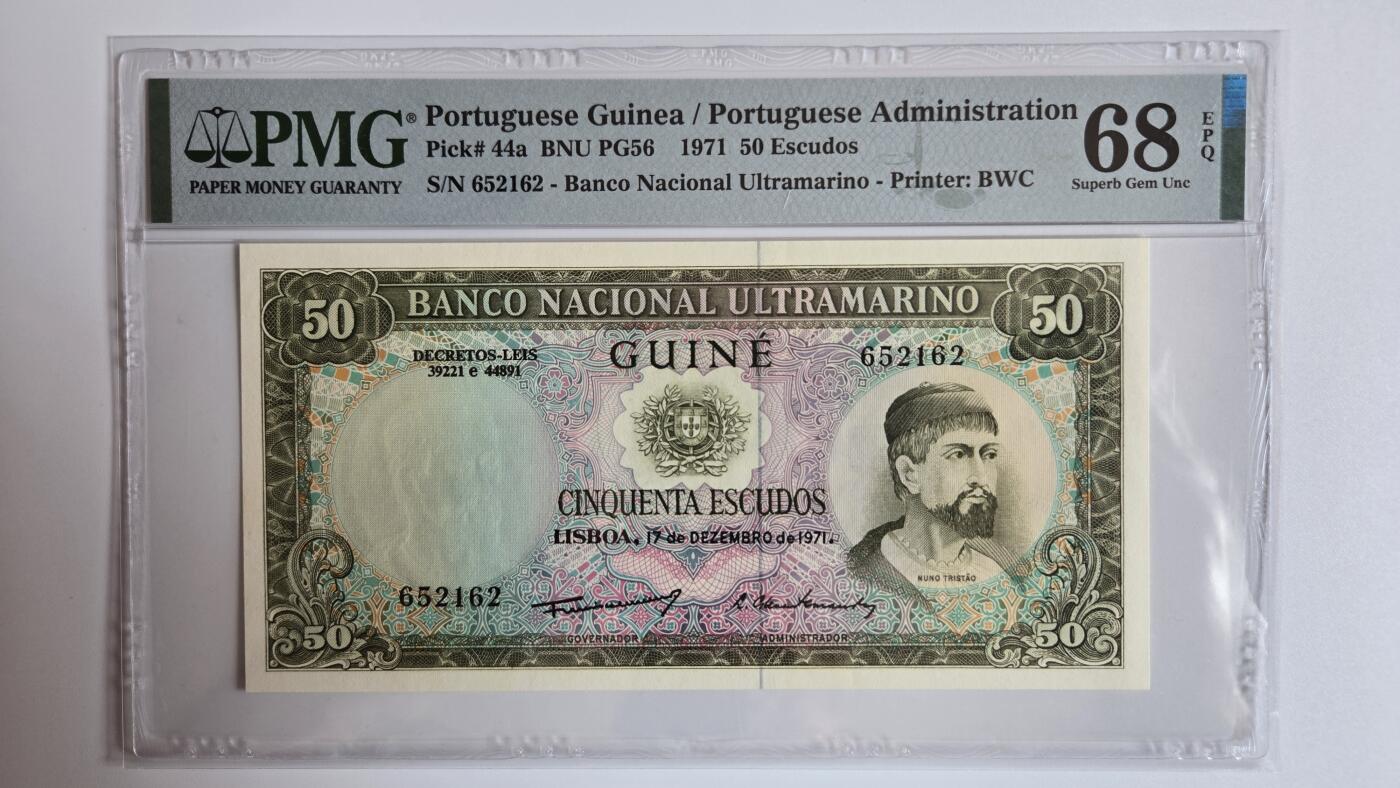 PMG®
PAPER MONEY GUARANTY
Portuguese Guinea / Portuguese Administration
Pick# 44a BNU PG56 1971 50 Escudos
S/N 652162 - Banco Nacional Ultramarino - Printer: BWC
68
EPQ
Superb Gem Unc
50
BANCO NACIONAL ULTRAMARINO
50
DECRETOS-LEIS
39221 e 44891
GUINÉ
652162
CINQUENTA ESCUDOS
LISBOA, 17 de DEZEMBRO de 1971.
NUNO TRISTÃO
652162
GOVERNADOR
ADMINISTRADOR
50
50